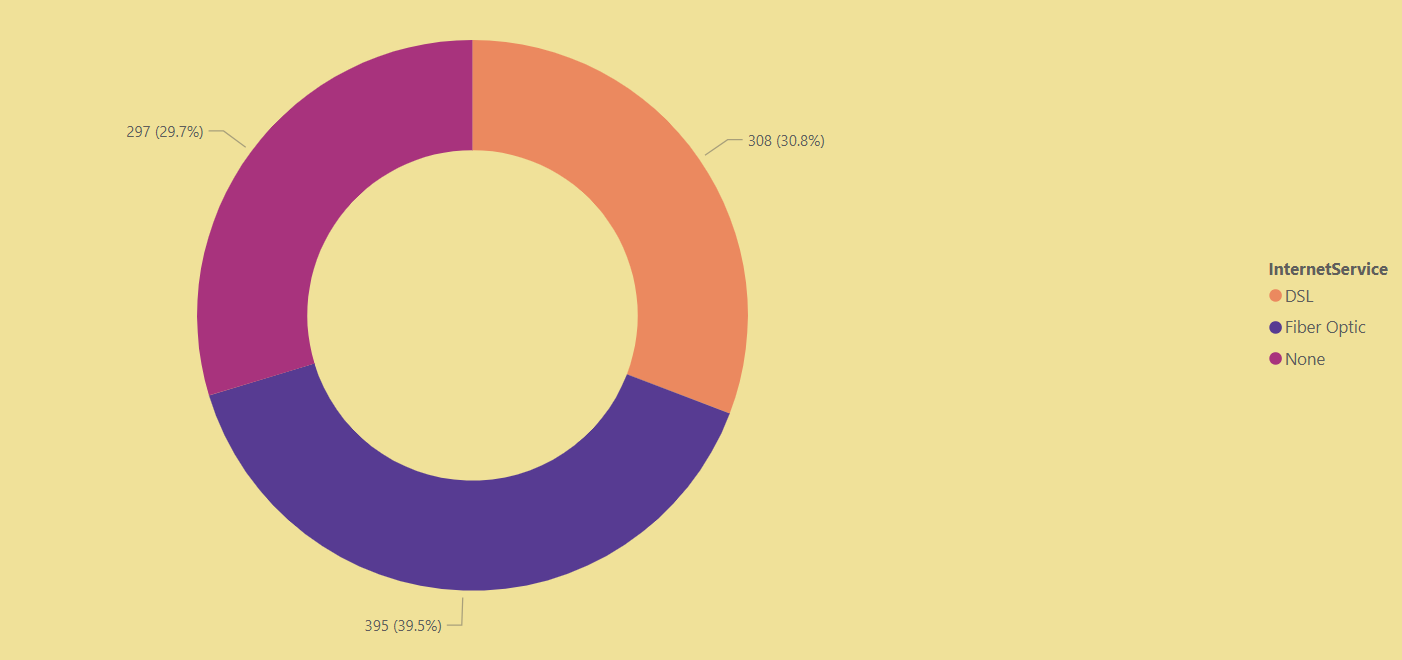 297 (29.7%)
308 (30.8%)
395 (39.5%)
InternetService
DSL
Fiber Optic
None